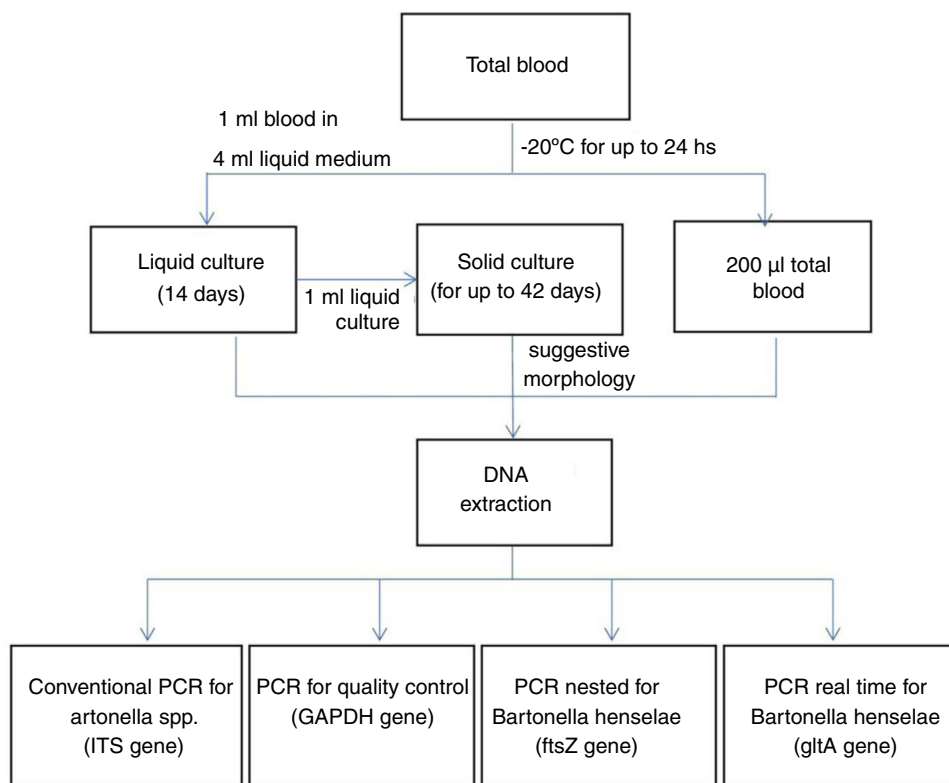 Total blood
1 ml blood in
4 ml liquid medium
-20ºC for up to 24 hs
Liquid culture
(14 days)
1 ml liquid
culture
Solid culture
(for up to 42 days)
200 µl total
blood
suggestive
morphology
DNA
extraction
Conventional PCR for
artonella spp.
(ITS gene)
PCR for quality control
(GAPDH gene)
PCR nested for
Bartonella henselae
(ftsZ gene)
PCR real time for
Bartonella henselae
(gltA gene)